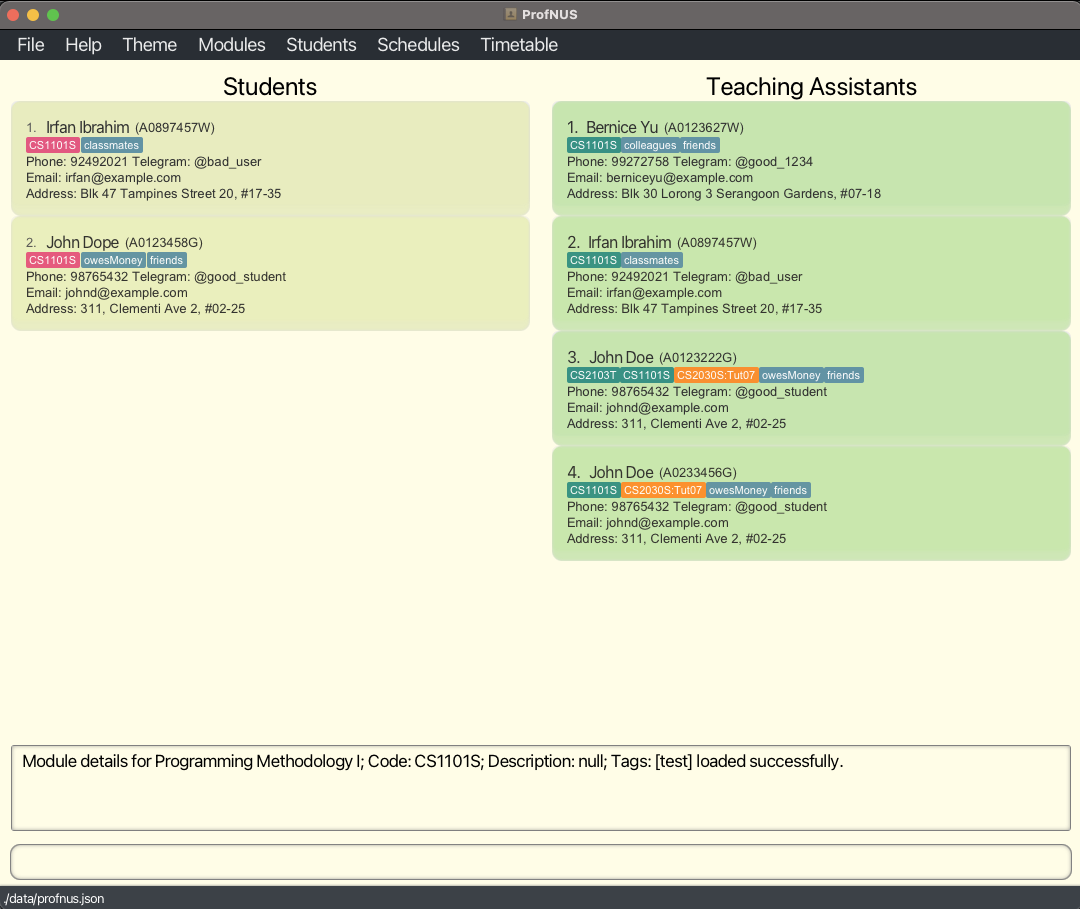 ProfNUS
File Help Theme Modules Students Schedules Timetable
Students
1. Irfan Ibrahim (A0897457W)
CS1101S classmates
Phone: 92492021 Telegram: @bad_user
Email: irfan@example.com
Address: Blk 47 Tampines Street 20, #17-35
2. John Dope (A0123458G)
CS1101S owesMoney friends
Phone: 98765432 Telegram: @good_student
Email: johnd@example.com
Address: 311, Clementi Ave 2, #02-25
Teaching Assistants
1. Bernice Yu (A0123627W)
CS1101S colleagues friends
Phone: 99272758 Telegram: @good_1234
Email: berniceyu@example.com
Address: Blk 30 Lorong 3 Serangoon Gardens, #07-18
2. Irfan Ibrahim (A0897457W)
CS1101S classmates
Phone: 92492021 Telegram: @bad_user
Email: irfan@example.com
Address: Blk 47 Tampines Street 20, #17-35
3. John Doe (A0123222G)
CS2103T CS1101S CS2030S:Tut07 owesMoney friends
Phone: 98765432 Telegram: @good_student
Email: johnd@example.com
Address: 311, Clementi Ave 2, #02-25
4. John Doe (A0233456G)
CS1101S CS2030S:Tut07 owesMoney friends
Phone: 98765432 Telegram: @good_student
Email: johnd@example.com
Address: 311, Clementi Ave 2, #02-25
Module details for Programming Methodology I; Code: CS1101S; Description: null; Tags: [test] loaded successfully.
./data/profnus.json